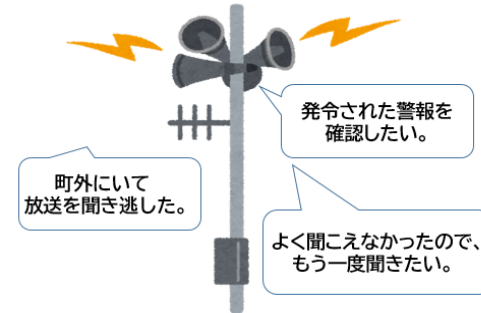 発令された警報を
確認したい。
町外にいて
放送を聞き逃した。
よく聞こえなかったので、
もう一度聞きたい。